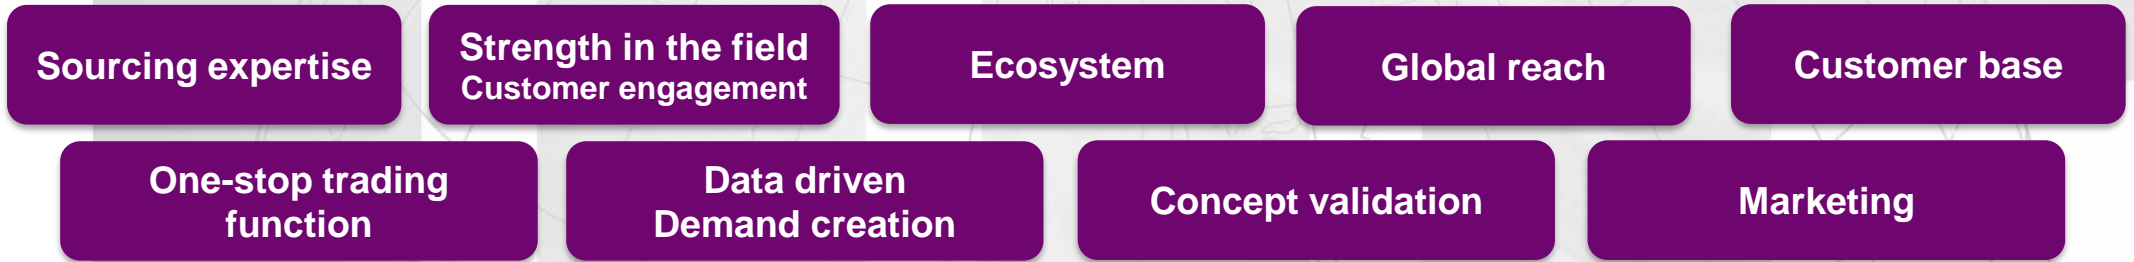 Sourcing expertise
Strength in the field
Customer engagement
Ecosystem
Global reach
Customer base
One-stop trading
function
Data driven
Demand creation
Concept validation
Marketing